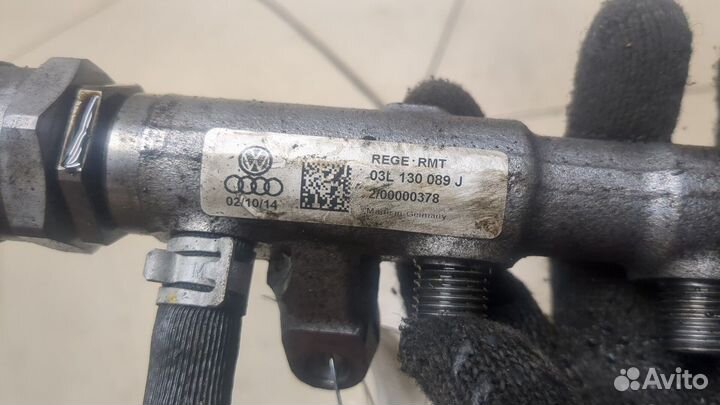 REGE·RMT
03L 130 089 J
02/10/14
2/00000378
Made in Germany
Avito